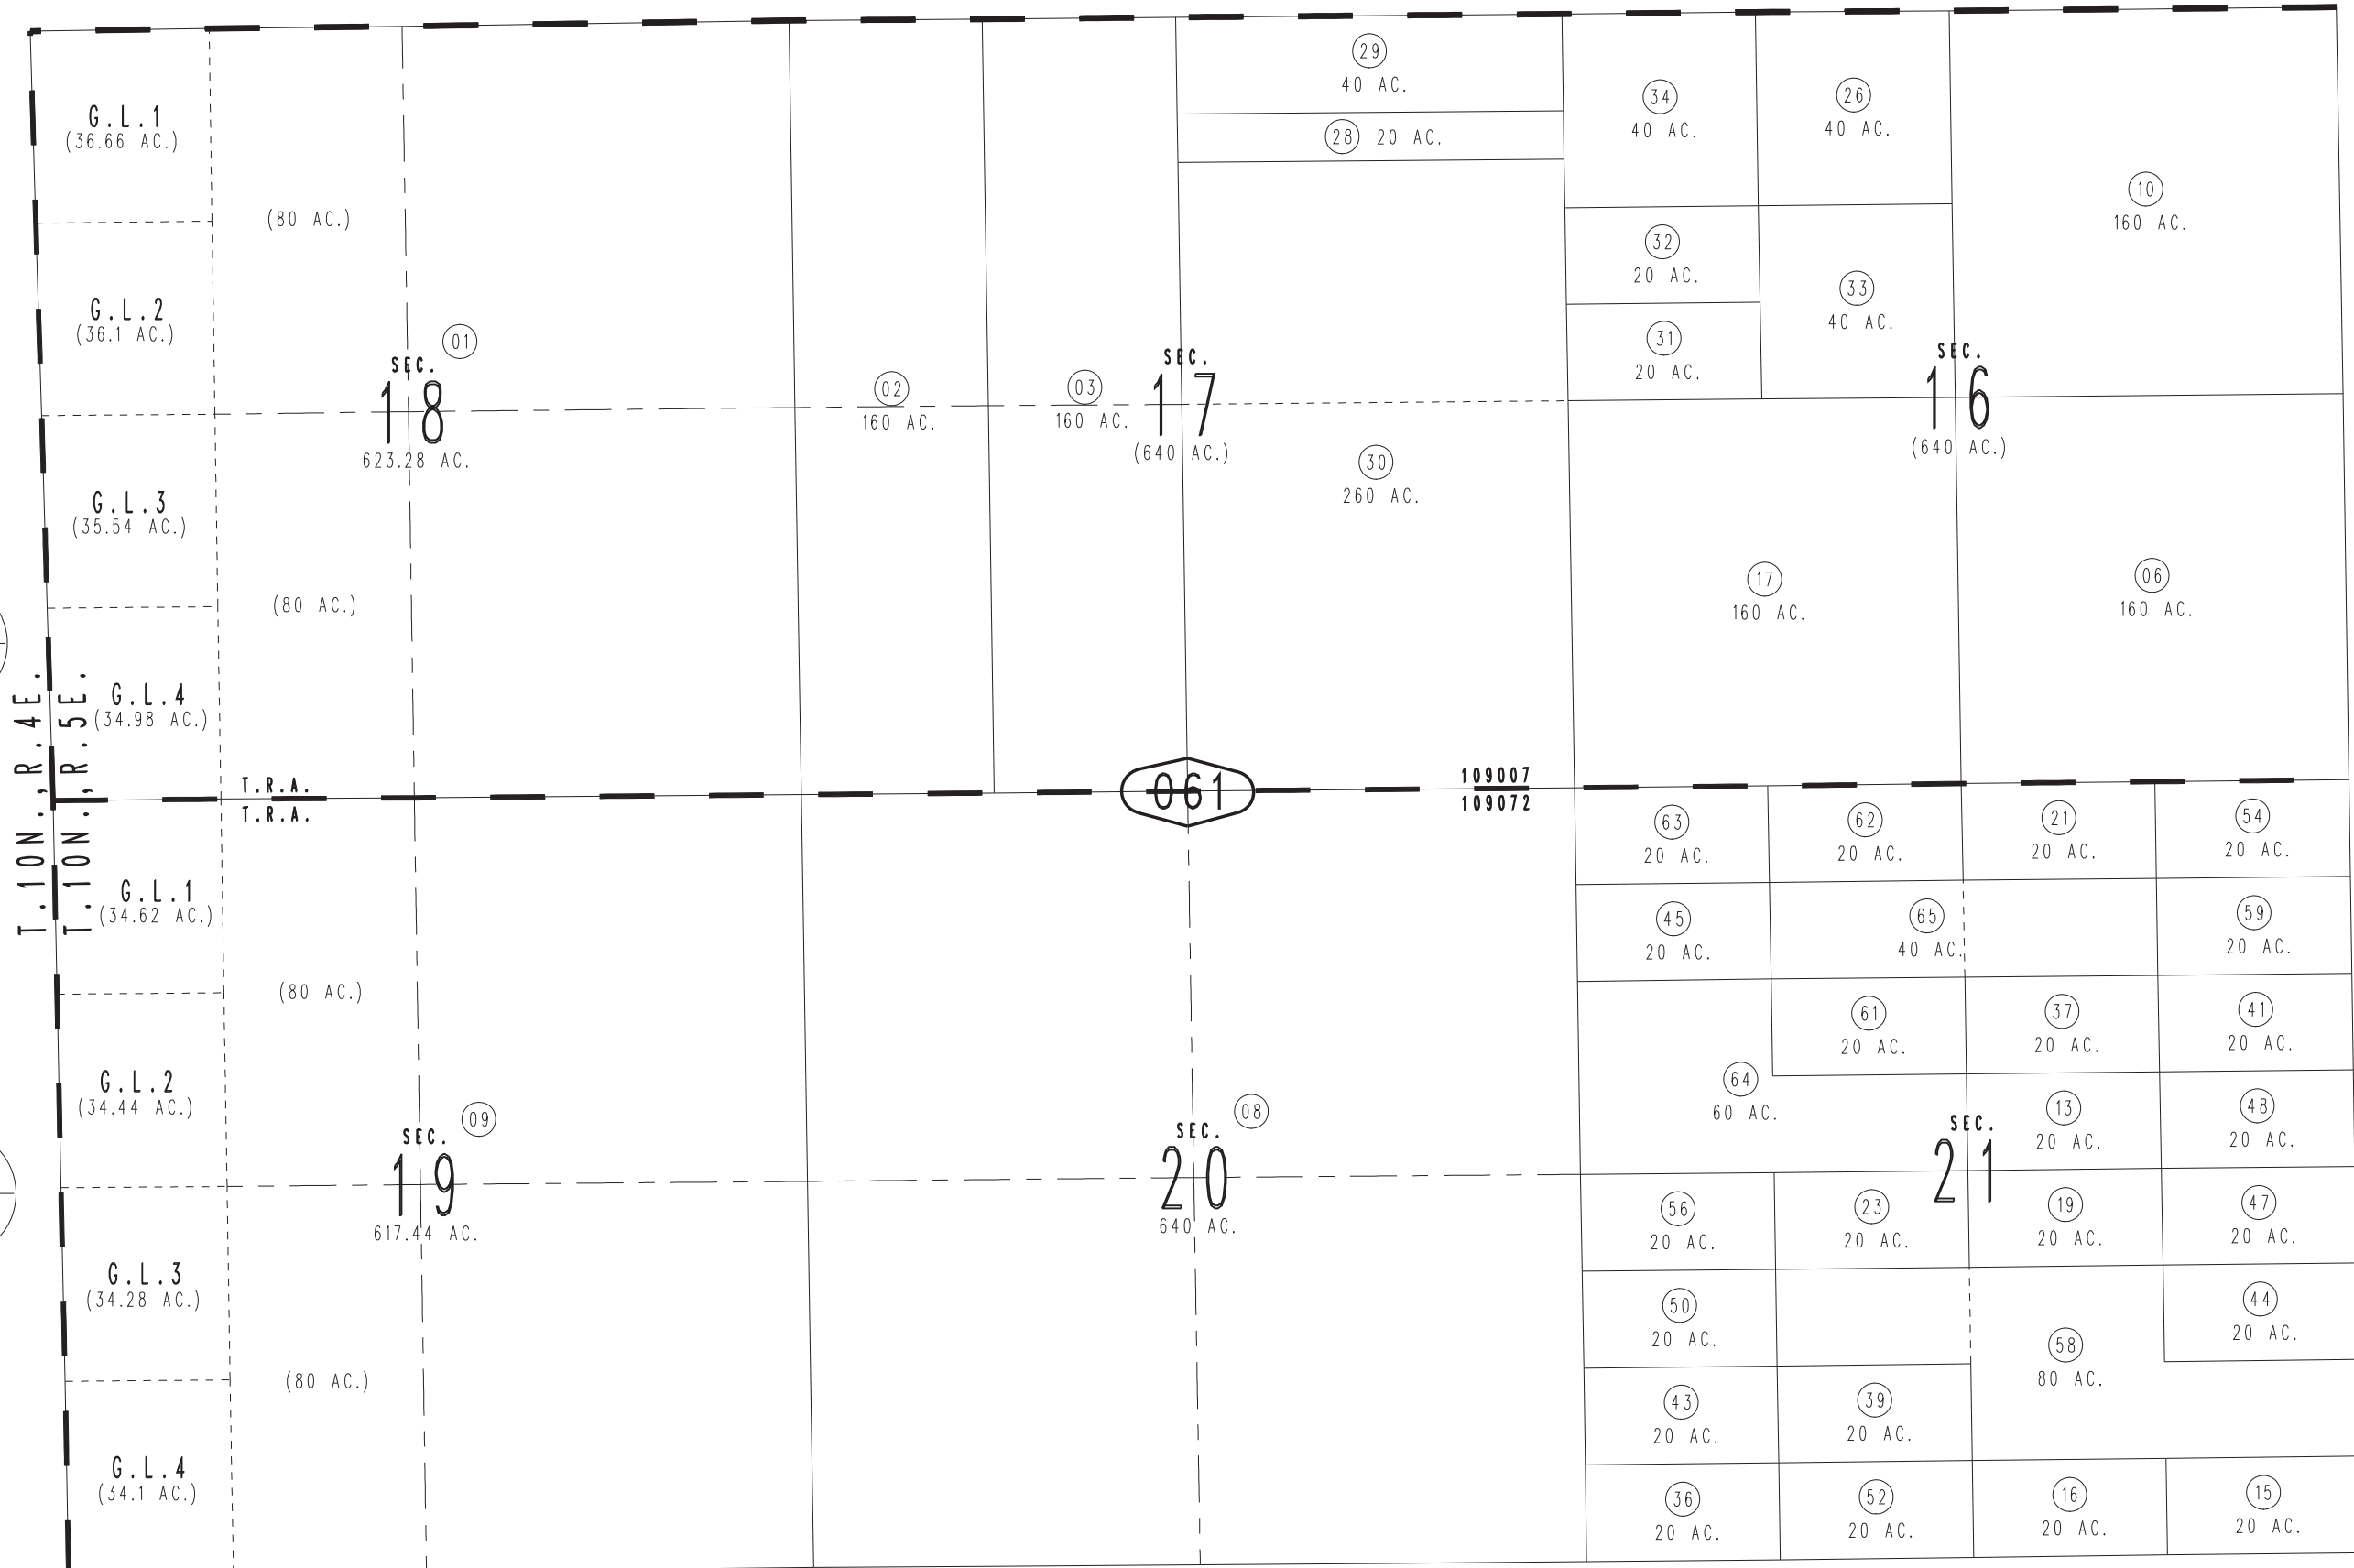 G.L.1
(36.66 AC.)
(80 AC.)
G.L.2
(36.1 AC.)
01
SEC.
18
623.28 AC.
G.L.3
(35.54 AC.)
(80 AC.)
G.L.4
(34.98 AC.)
02
160 AC.
03
160 AC.
SEC.
17
(640 AC.)
29
40 AC.
28 20 AC.
30
260 AC.
34
40 AC.
26
40 AC.
32
20 AC.
33
40 AC.
31
20 AC.
10
160 AC.
SEC.
16
(640 AC.)
17
160 AC.
06
160 AC.
T.10N., R.4E.
T.10N., R.5E.
T.R.A.
T.R.A.
061
109007
109072
G.L.1
(34.62 AC.)
(80 AC.)
G.L.2
(34.44 AC.)
09
SEC.
19
617.44 AC.
G.L.3
(34.28 AC.)
(80 AC.)
G.L.4
(34.1 AC.)
08
SEC.
20
640 AC.
63
20 AC.
62
20 AC.
21
20 AC.
54
20 AC.
45
20 AC.
65
40 AC.
59
20 AC.
61
20 AC.
37
20 AC.
41
20 AC.
64
60 AC.
13
20 AC.
48
20 AC.
SEC.
21
56
20 AC.
23
20 AC.
19
20 AC.
47
20 AC.
50
20 AC.
58
80 AC.
44
20 AC.
43
20 AC.
39
20 AC.
36
20 AC.
52
20 AC.
16
20 AC.
15
20 AC.